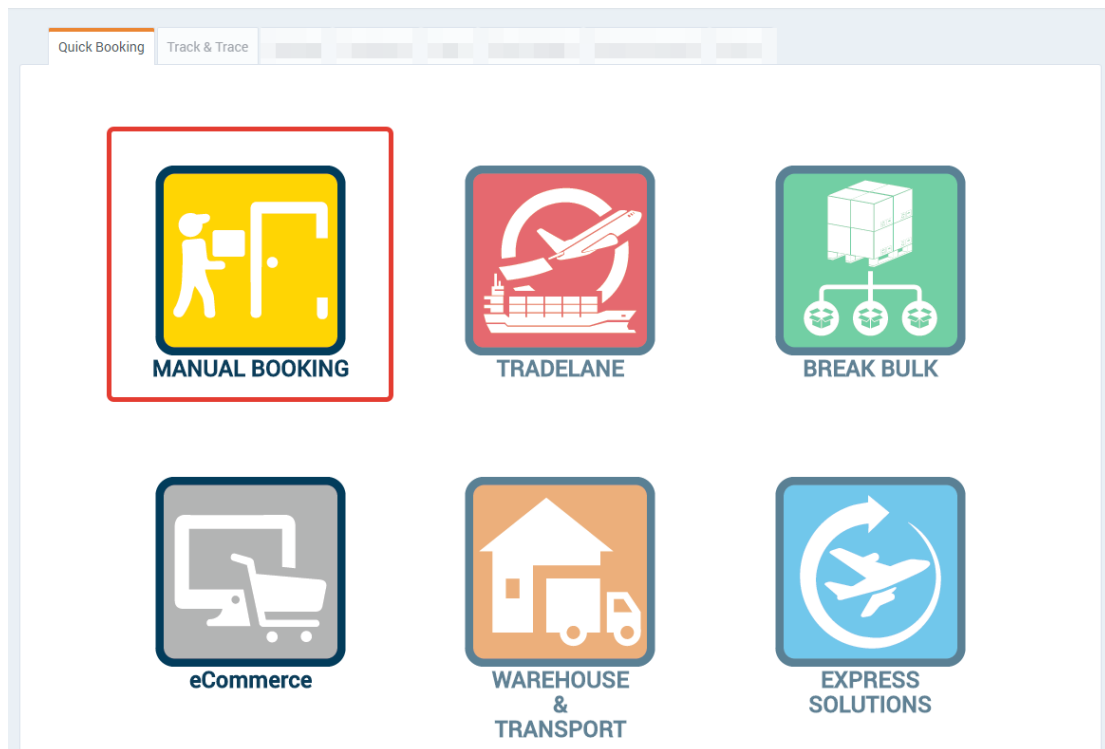 Quick Booking
Track & Trace
MANUAL BOOKING
TRADELANE
BREAK BULK
eCommerce
WAREHOUSE
&
TRANSPORT
EXPRESS
SOLUTIONS